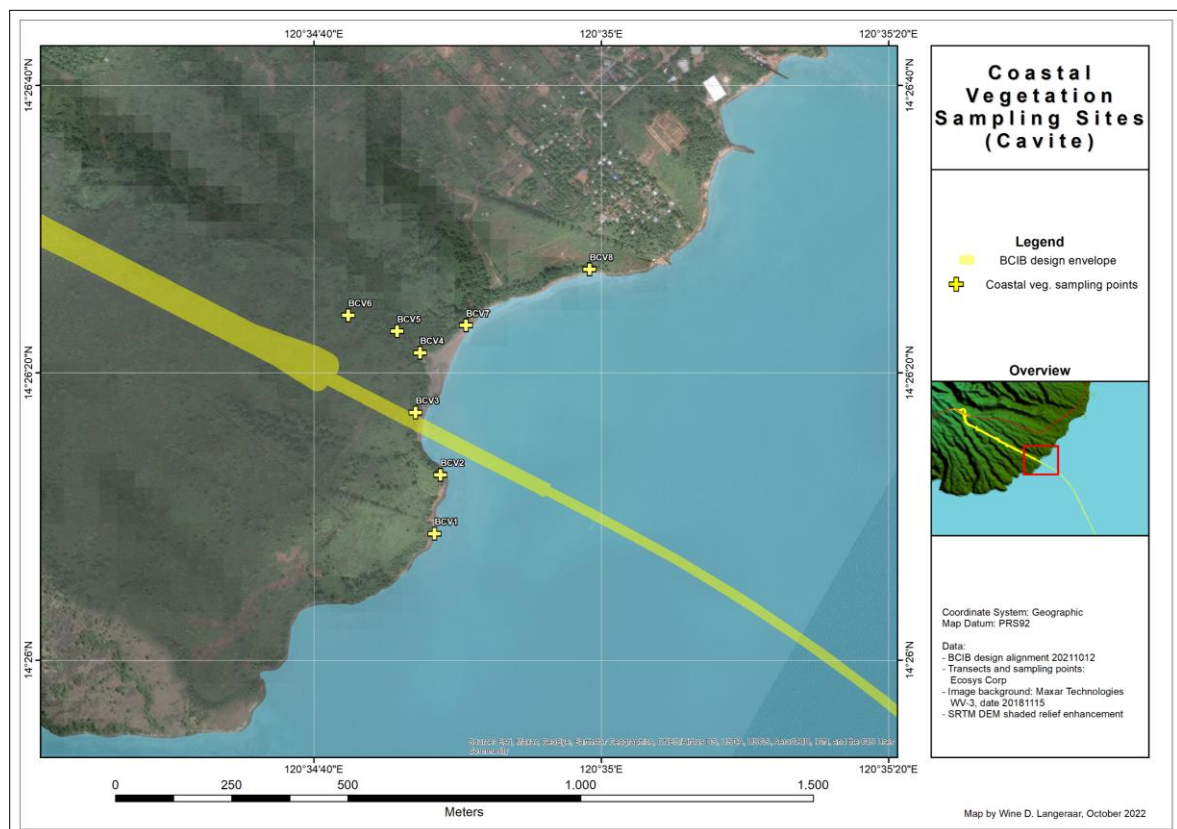 120°34'40"E
120°35'E
120°35'20"E
14°26'40"N
14°26'40"N
14°26'20"N
14°26'20"N
14°26'N
14°26'N
BCV8
BCV6
BCV5
BCV7
BCV4
BCV3
BCV2
BCV1
Community
120°34'40"E
120°35'E
120°35'20"E
0 250 500 1.000 1.500
Meters
Coastal
Vegetation
Sampling Sites
(Cavite)
Legend
BCIB design envelope
Coastal veg. sampling points
Overview
Coordinate System: Geographic
Map Datum: PRS92
Data:
- BCIB design alignment 20211012
- Transects and sampling points:
Ecosys Corp
- Image background: Maxar Technologies
WV-3, date 20181115
- SRTM DEM shaded relief enhancement
Map by Wine D. Langeraar, October 2022